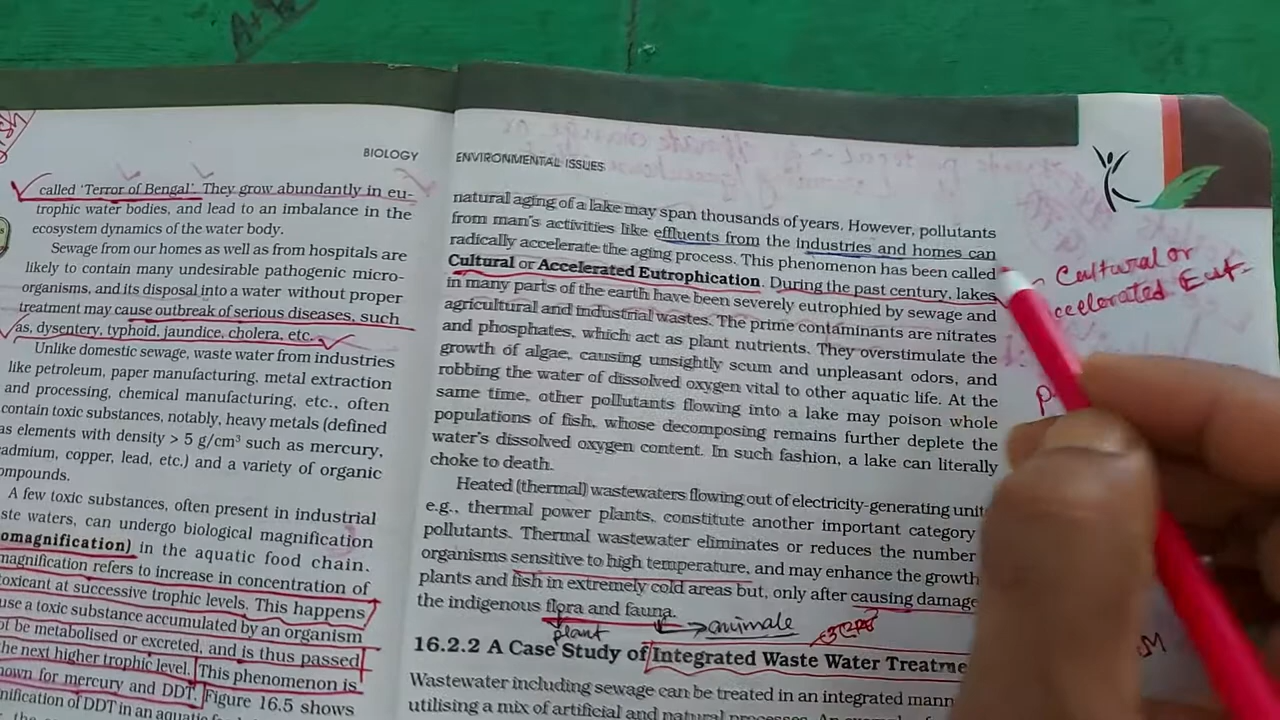 BIOLOGY
called 'Terror of Bengal'. They grow abundantly in eu-
trophic water bodies, and lead to an imbalance in the
ecosystem dynamics of the water body.
Sewage from our homes as well as from hospitals are
likely to contain many undesirable pathogenic micro-
organisms, and its disposal into a water without proper
treatment may cause outbreak of serious diseases, such
as, dysentery, typhoid, jaundice, cholera, etc.
Unlike domestic sewage, waste water from industries
like petroleum, paper manufacturing, metal extraction
and processing, chemical manufacturing, etc., often
contain toxic substances, notably, heavy metals (defined
as elements with density > 5 g/cm³ such as mercury,
admium, copper, lead, etc.) and a variety of organic
ompounds.
A few toxic substances, often present in industrial
ste waters, can undergo biological magnification
omagnification) in the aquatic food chain.
magnification refers to increase in concentration of
toxicant at successive trophic levels. This happens
use a toxic substance accumulated by an organism
ot be metabolised or excreted, and is thus passed
he next higher trophic level. This phenomenon is
nown for mercury and DDT. Figure 16.5 shows
nification of DDT in an aquatic
ENVIRONMENTAL ISSUES
natural aging of a lake may span thousands of years. However, pollutants
from man's activities like effluents from the industries and homes can
radically accelerate the aging process. This phenomenon has been called
Cultural or Accelerated Eutrophication. During the past century, lakes
in many parts of the earth have been severely eutrophied by sewage and
agricultural and industrial wastes. The prime contaminants are nitrates
and phosphates, which act as plant nutrients. They overstimulate the
growth of algae, causing unsightly scum and unpleasant odors, and
robbing the water of dissolved oxygen vital to other aquatic life. At the
same time, other pollutants flowing into a lake may poison whole
populations of fish, whose decomposing remains further deplete the
water's dissolved oxygen content. In such fashion, a lake can literally
choke to death.
Heated (thermal) wastewaters flowing out of electricity-generating unit
e.g., thermal power plants, constitute another important category
pollutants. Thermal wastewater eliminates or reduces the number
organisms sensitive to high temperature, and may enhance the growth
plants and fish in extremely cold areas but, only after causing damage
the indigenous flora and fauna.
plant
animale
16.2.2 A Case Study of Integrated Waste Water Treatme
Wastewater including sewage can be treated in an integrated mann
utilising a mix of artificial and natural processes. An example of
Cultural or
ccelerated Eut-